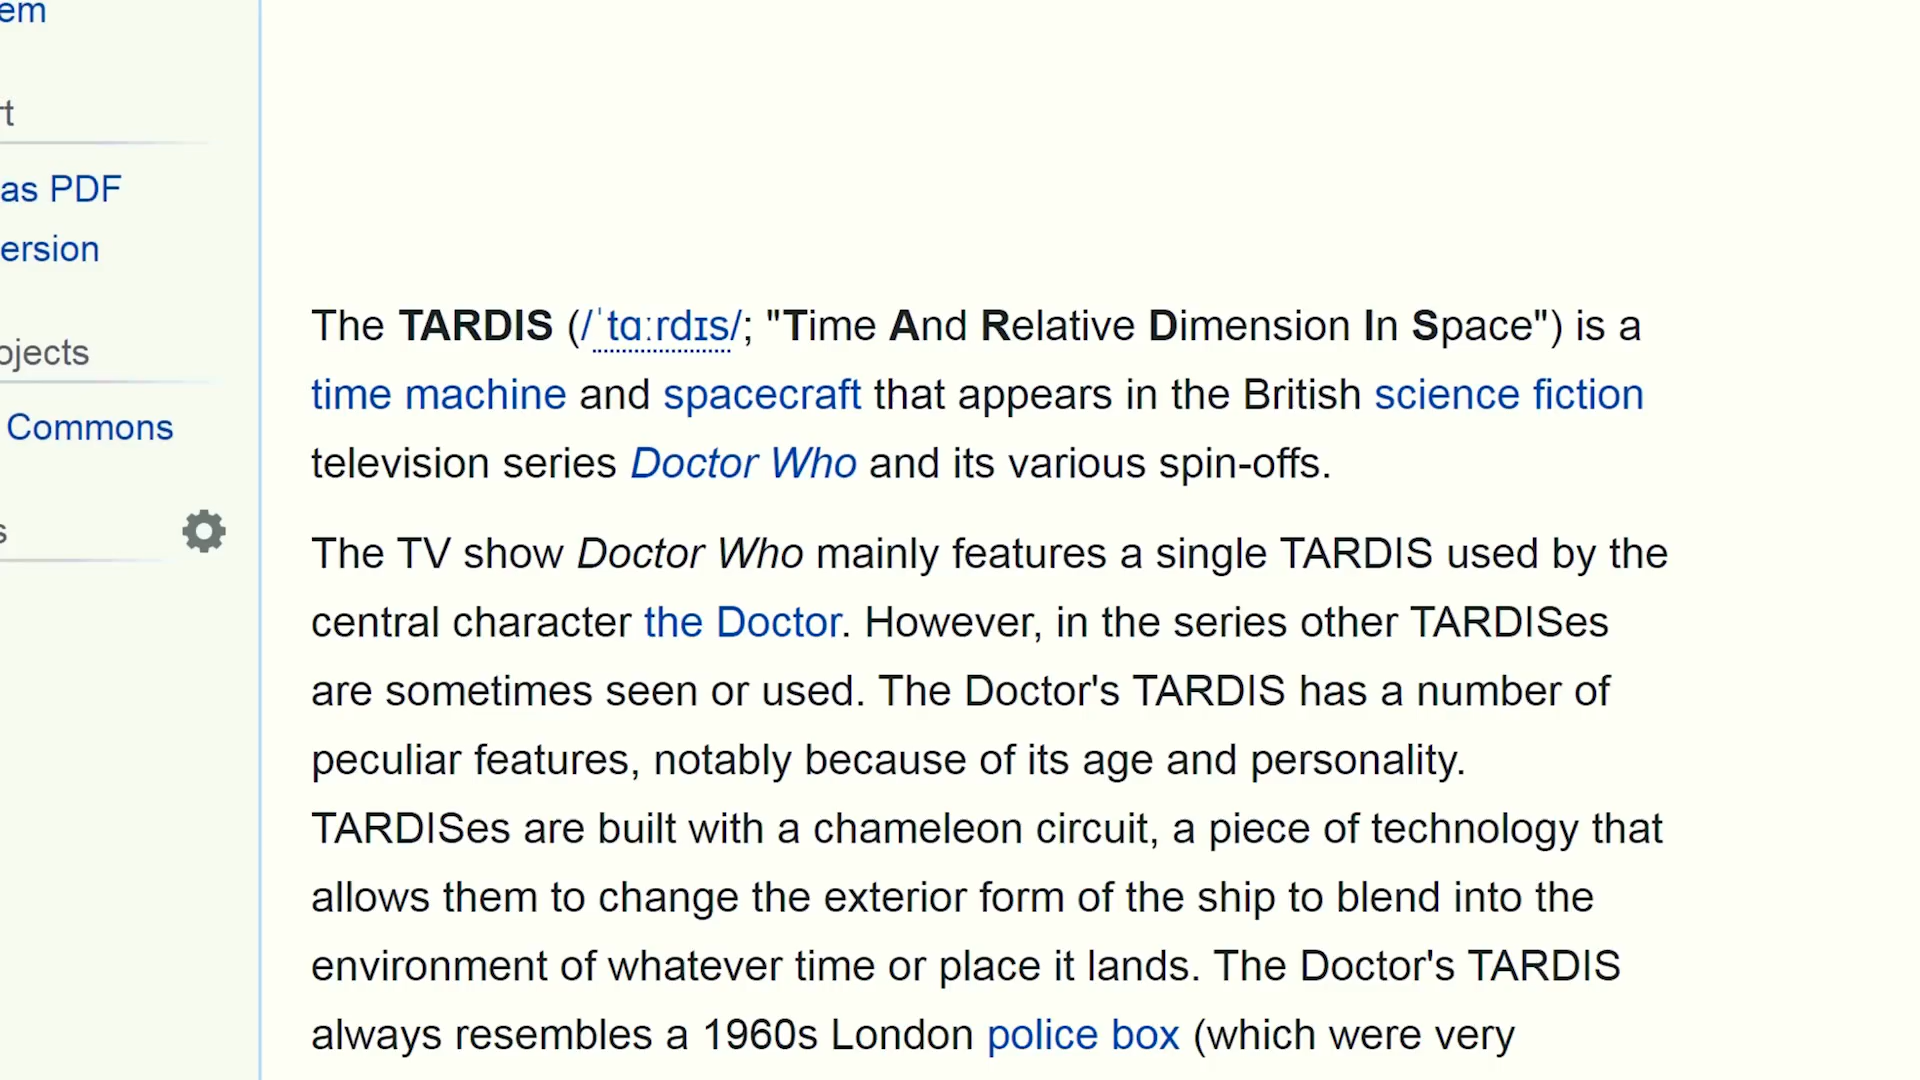 em
rt
as PDF
ersion
ojects
Commons
s
The TARDIS (/ˈtɑːrdɪs/; "Time And Relative Dimension In Space") is a
time machine and spacecraft that appears in the British science fiction
television series Doctor Who and its various spin-offs.
The TV show Doctor Who mainly features a single TARDIS used by the
central character the Doctor. However, in the series other TARDISes
are sometimes seen or used. The Doctor's TARDIS has a number of
peculiar features, notably because of its age and personality.
TARDISes are built with a chameleon circuit, a piece of technology that
allows them to change the exterior form of the ship to blend into the
environment of whatever time or place it lands. The Doctor's TARDIS
always resembles a 1960s London police box (which were very